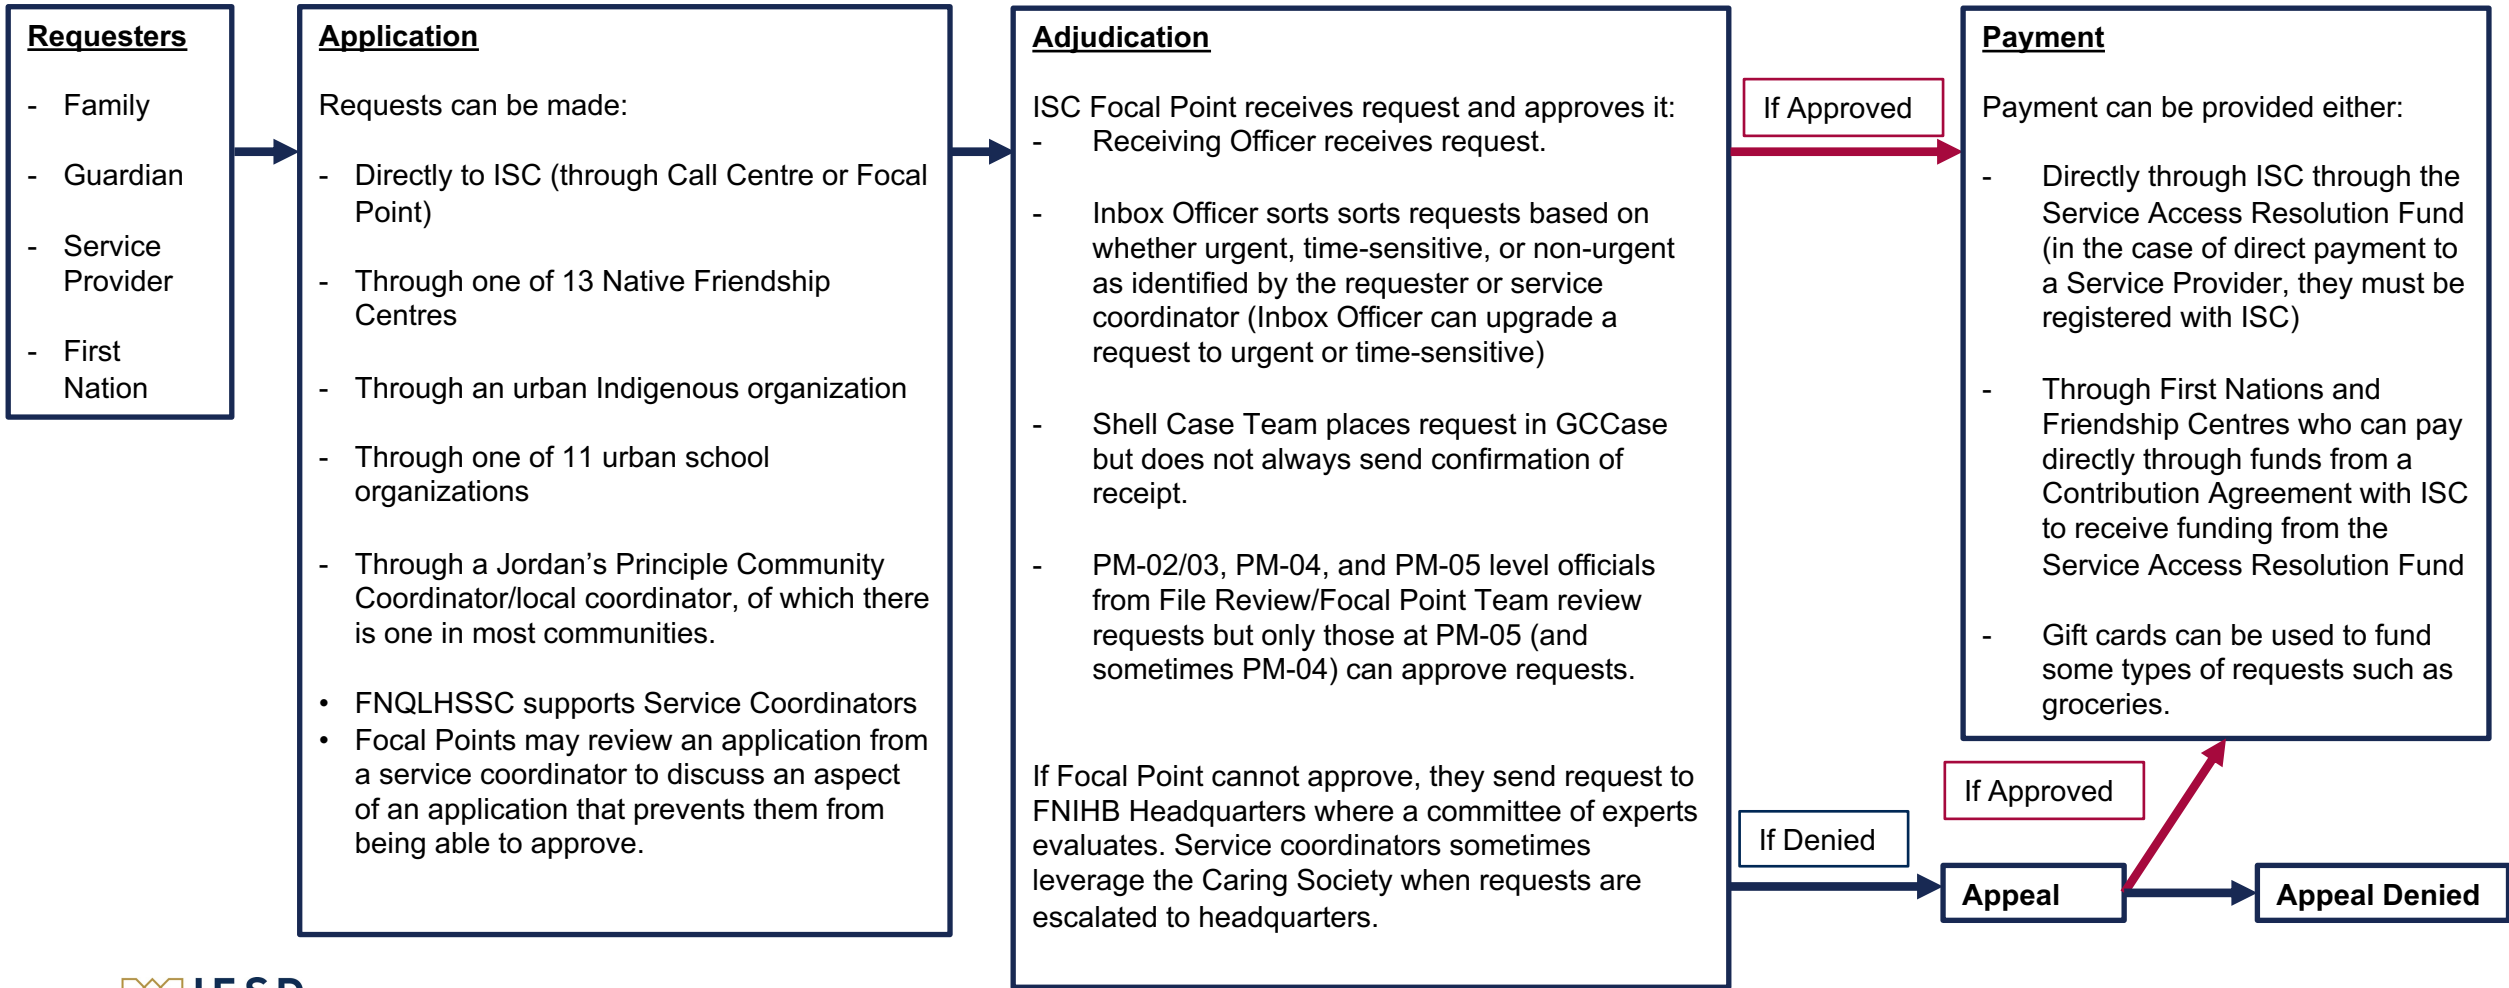 Requesters
- Family
- Guardian
- Service
Provider
- First
Nation
Application
Requests can be made:
- Directly to ISC (through Call Centre or Focal
Point)
- Through one of 13 Native Friendship
Centres
- Through an urban Indigenous organization
- Through one of 11 urban school
organizations
- Through a Jordan’s Principle Community
Coordinator/local coordinator, of which there
is one in most communities.
• FNQLHSSC supports Service Coordinators
• Focal Points may review an application from
a service coordinator to discuss an aspect
of an application that prevents them from
being able to approve.
Adjudication
ISC Focal Point receives request and approves it:
- Receiving Officer receives request.
- Inbox Officer sorts sorts requests based on
whether urgent, time-sensitive, or non-urgent
as identified by the requester or service
coordinator (Inbox Officer can upgrade a
request to urgent or time-sensitive)
- Shell Case Team places request in GCCase
but does not always send confirmation of
receipt.
- PM-02/03, PM-04, and PM-05 level officials
from File Review/Focal Point Team review
requests but only those at PM-05 (and
sometimes PM-04) can approve requests.
If Focal Point cannot approve, they send request to
FNIHB Headquarters where a committee of experts
evaluates. Service coordinators sometimes
leverage the Caring Society when requests are
escalated to headquarters.
If Approved
Payment
Payment can be provided either:
- Directly through ISC through the
Service Access Resolution Fund
(in the case of direct payment to
a Service Provider, they must be
registered with ISC)
- Through First Nations and
Friendship Centres who can pay
directly through funds from a
Contribution Agreement with ISC
to receive funding from the
Service Access Resolution Fund
- Gift cards can be used to fund
some types of requests such as
groceries.
If Approved
If Denied
Appeal
Appeal Denied